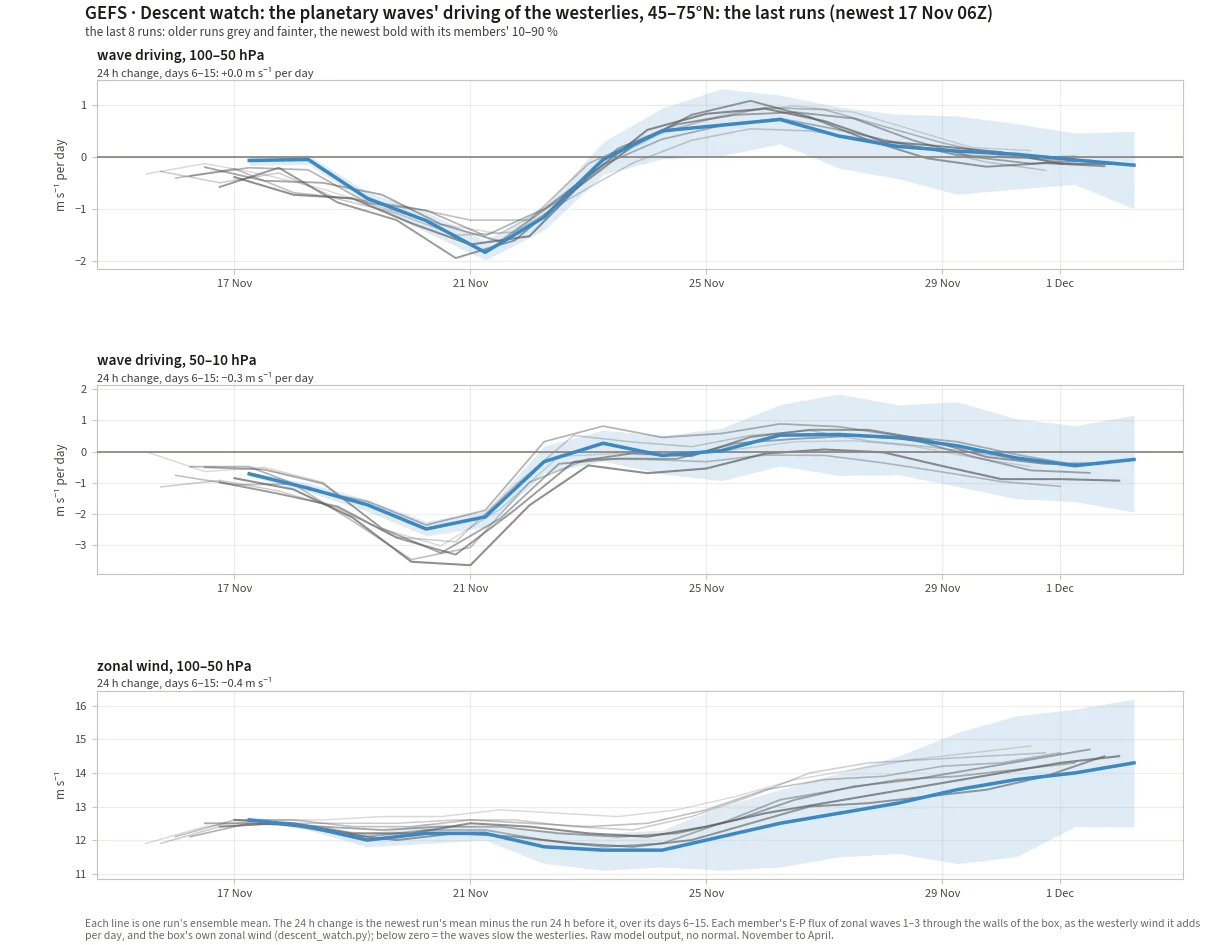 GEFS · Descent watch: the planetary waves' driving of the westerlies, 45–75°N: the last runs (newest 17 Nov 06Z)
the last 8 runs: older runs grey and fainter, the newest bold with its members' 10–90 %
wave driving, 100–50 hPa
24 h change, days 6–15: +0.0 m s⁻¹ per day
m s⁻¹ per day
1
0
−1
−2
17 Nov 21 Nov 25 Nov 29 Nov 1 Dec
wave driving, 50–10 hPa
24 h change, days 6–15: −0.3 m s⁻¹ per day
m s⁻¹ per day
2
1
0
−1
−2
−3
17 Nov 21 Nov 25 Nov 29 Nov 1 Dec
zonal wind, 100–50 hPa
24 h change, days 6–15: −0.4 m s⁻¹
m s⁻¹
16
15
14
13
12
11
17 Nov 21 Nov 25 Nov 29 Nov 1 Dec
Each line is one run's ensemble mean. The 24 h change is the newest run's mean minus the run 24 h before it, over its days 6–15. Each member's E-P flux of zonal waves 1–3 through the walls of the box, as the westerly wind it adds
per day, and the box's own zonal wind (descent_watch.py); below zero = the waves slow the westerlies. Raw model output, no normal. November to April.